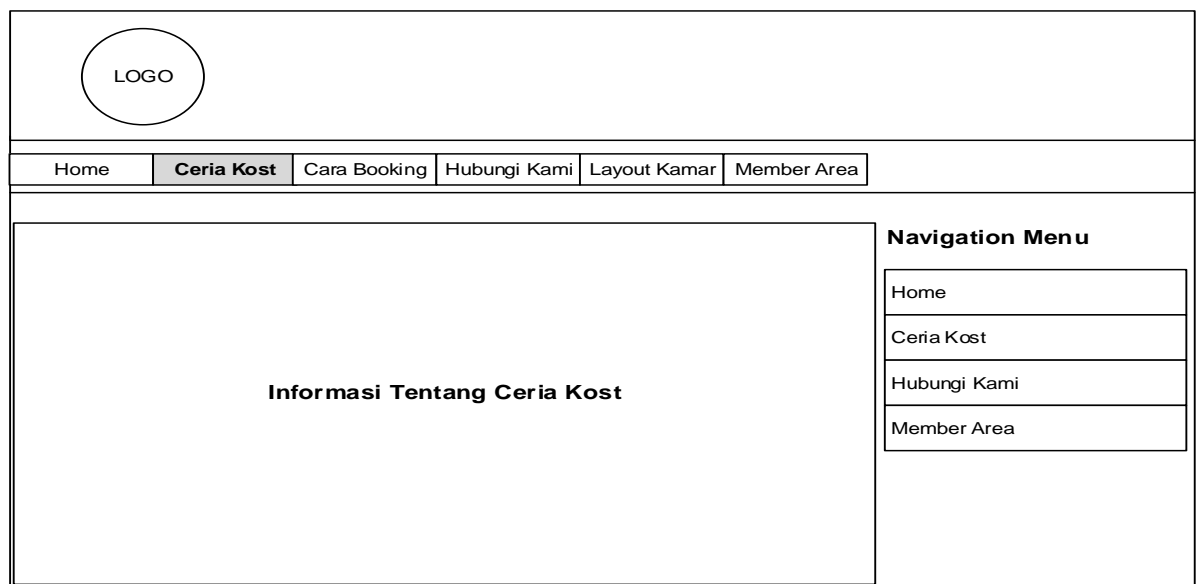 LOGO
Home Ceria Kost Cara Booking Hubungi Kami Layout Kamar Member Area
Navigation Menu
Home
Ceria Kost
Hubungi Kami
Member Area
Informasi Tentang Ceria Kost